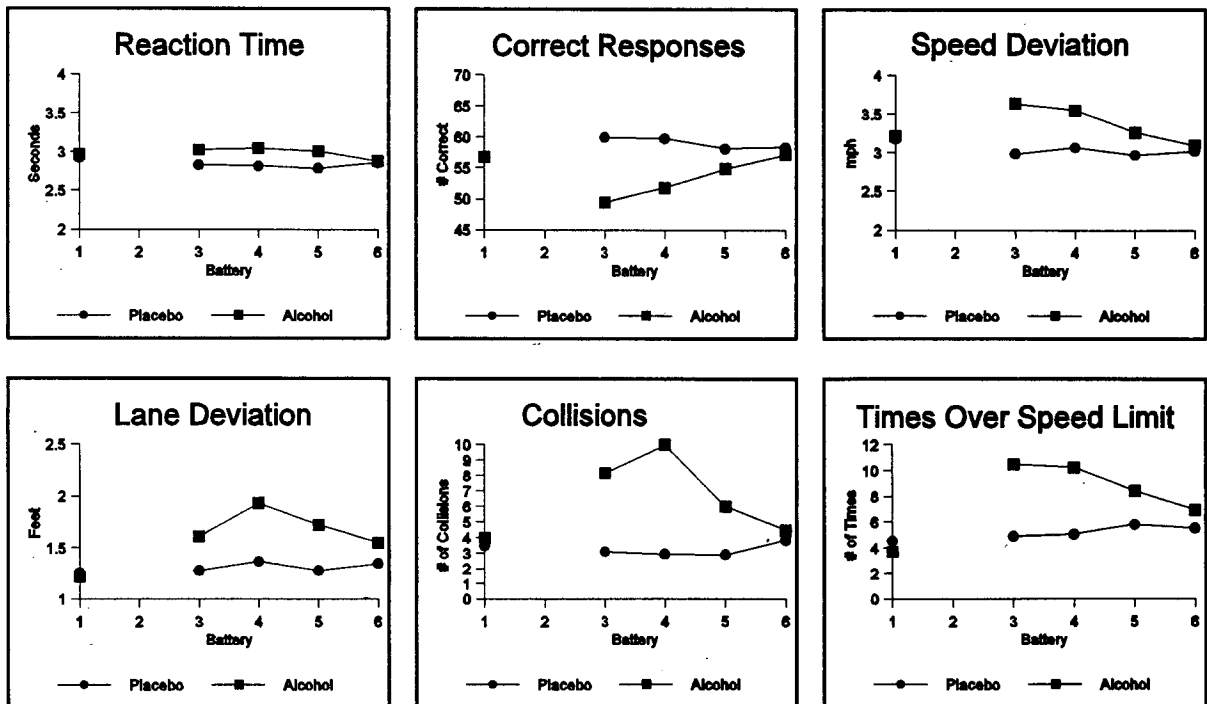 Reaction Time
4
3.5
3
2.5
2
Seconds
1 2 3 4 5 6
Battery
Placebo Alcohol
Correct Responses
70
65
60
55
50
45
# Correct
1 2 3 4 5 6
Battery
Placebo Alcohol
Speed Deviation
4
3.5
3
2.5
2
mph
1 2 3 4 5 6
Battery
Placebo Alcohol
Lane Deviation
2.5
2
1.5
1
Feet
1 2 3 4 5 6
Battery
Placebo Alcohol
Collisions
10
9
8
7
6
5
4
3
2
1
0
# of Collisions
1 2 3 4 5 6
Battery
Placebo Alcohol
Times Over Speed Limit
12
10
8
6
4
2
0
# of Times
1 2 3 4 5 6
Battery
Placebo Alcohol